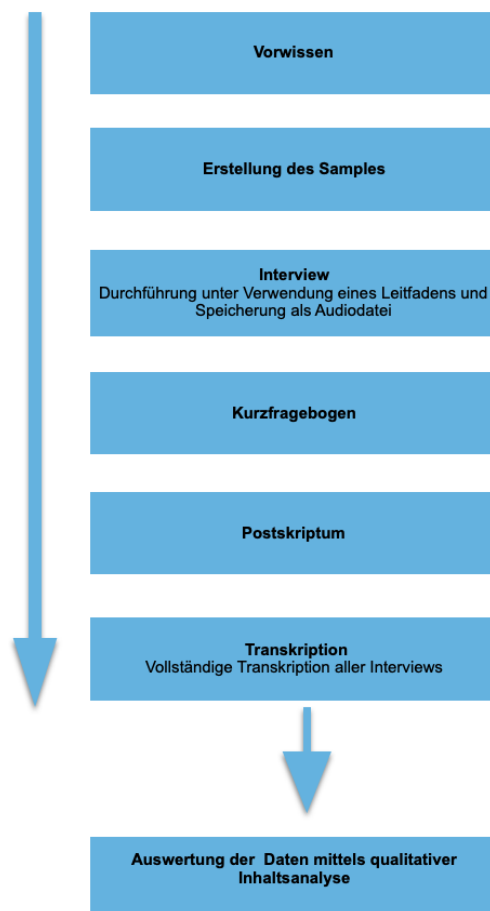 Vorwissen
Erstellung des Samples
Interview
Durchführung unter Verwendung eines Leitfadens und
Speicherung als Audiodatei
Kurzfragebogen
Postskriptum
Transkription
Vollständige Transkription aller Interviews
Auswertung der  Daten mittels qualitativer
Inhaltsanalyse